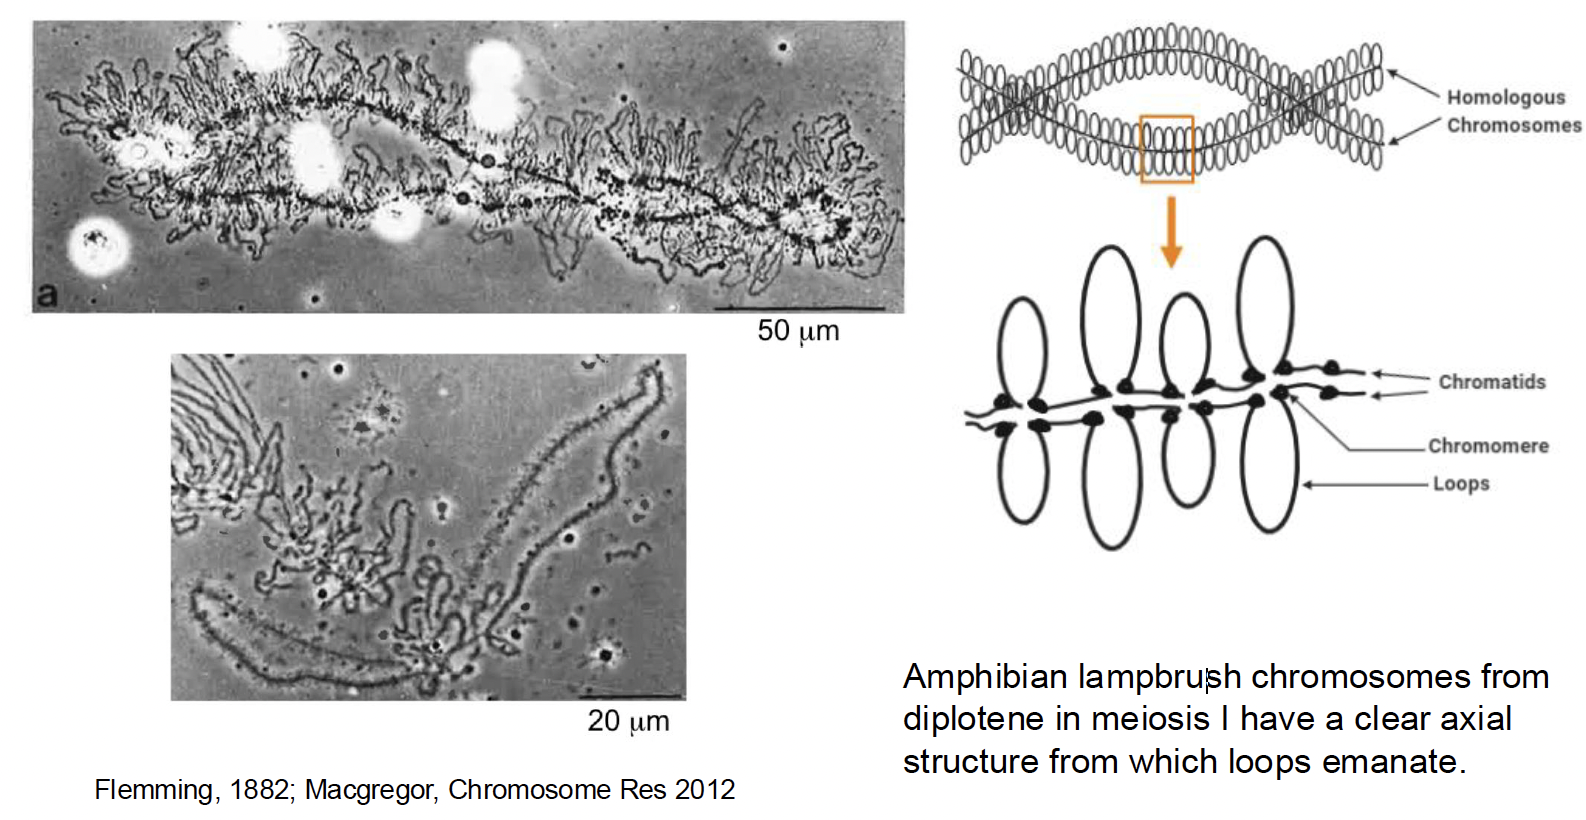 a
50 μm
20 μm
Flemming, 1882; Macgregor, Chromosome Res 2012
Homologous
Chromosomes
Chromatids
Chromomere
Loops
Amphibian lampbrush chromosomes from
diplotene in meiosis I have a clear axial
structure from which loops emanate.